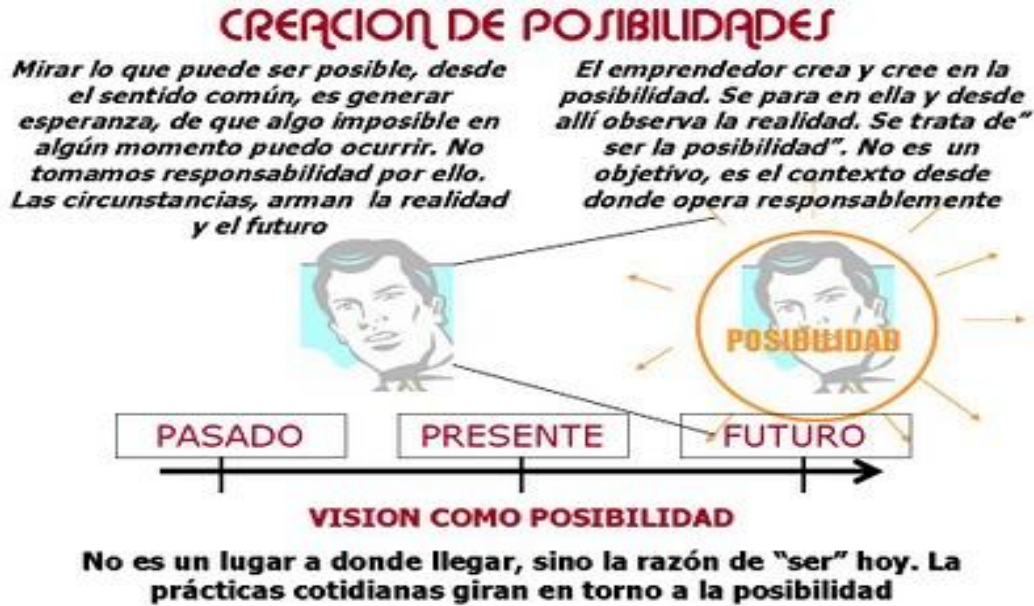 CREACION DE POSIBILIDADES
Mirar lo que puede ser posible, desde
el sentido común, es generar
esperanza, de que algo imposible en
algún momento puedo ocurrir. No
tomamos responsabilidad por ello.
Las circunstancias, arman la realidad
y el futuro
El emprendedor crea y cree en la
posibilidad. Se para en ella y desde
allí observa la realidad. Se trata de”
ser la posibilidad”. No es un
objetivo, es el contexto desde
donde opera responsablemente
POSIBILIDAD
PASADO
PRESENTE
FUTURO
VISION COMO POSIBILIDAD
No es un lugar a donde llegar, sino la razón de “ser” hoy. La
prácticas cotidianas giran en torno a la posibilidad